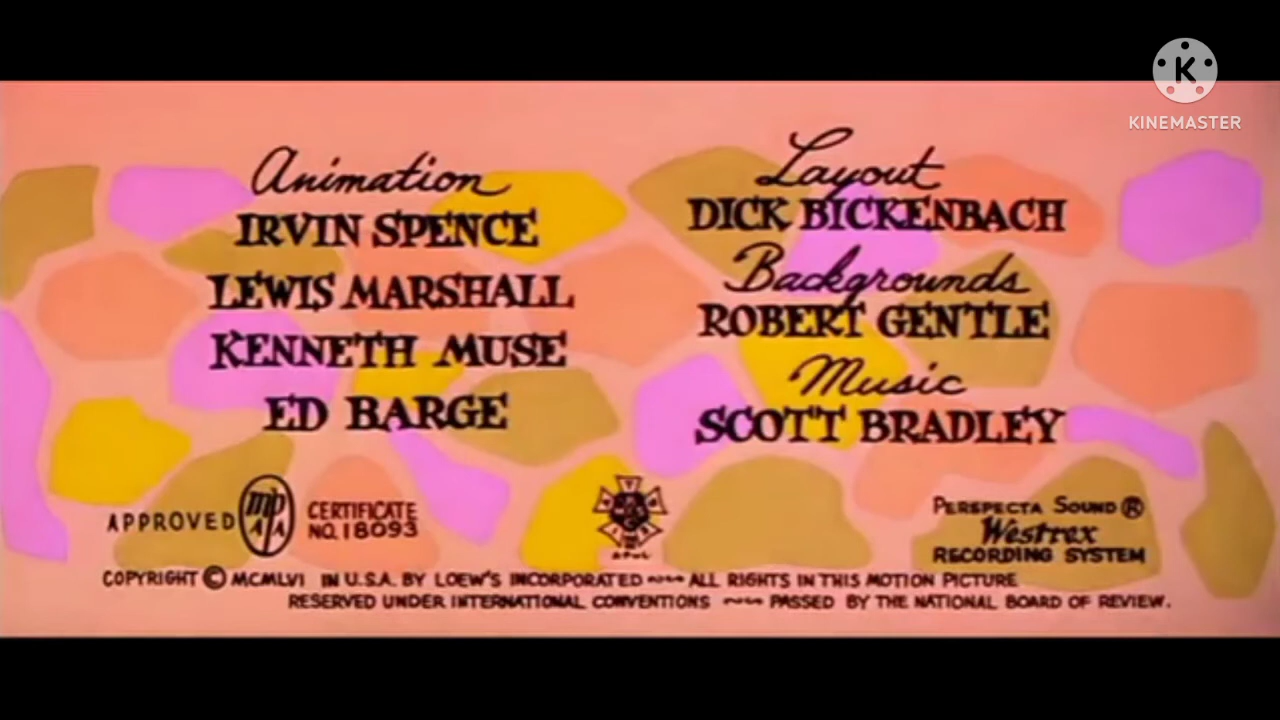 KINEMASTER
Animation
IRVIN SPENCE
LEWIS MARSHALL
KENNETH MUSE
ED BARGE
Layout
DICK BICKENBACH
Backgrounds
ROBERT GENTLE
Music
SCOTT BRADLEY
APPROVED MPAA CERTIFICATE
NO. 18093
PERSPECTA SOUND ®
Westrex
RECORDING SYSTEM
COPYRIGHT © MCMLVI IN U.S.A. BY LOEW'S INCORPORATED ~~~ ALL RIGHTS IN THIS MOTION PICTURE
RESERVED UNDER INTERNATIONAL CONVENTIONS ~~~ PASSED BY THE NATIONAL BOARD OF REVIEW.